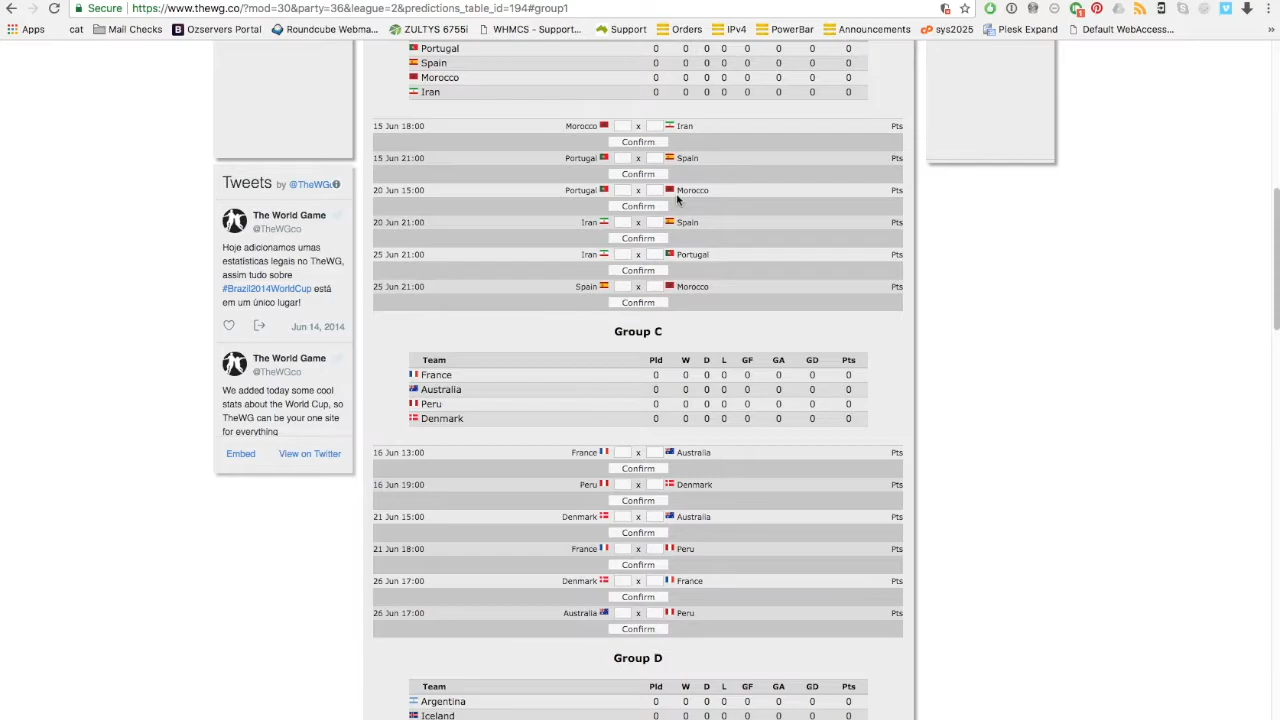 Secure https://www.thewg.co/?mod=30&party=36&league=2&predictions_table_id=194#group1
Apps cat Mail Checks Ozservers Portal Roundcube Webma... ZULTYS 6755i WHMCS - Support... Support Orders IPv4 PowerBar Announcements sys2025 Plesk Expand Default WebAccess... »
Portugal 0 0 0 0 0 0 0 0
Spain 0 0 0 0 0 0 0 0
Morocco 0 0 0 0 0 0 0 0
Iran 0 0 0 0 0 0 0 0
15 Jun 18:00 Morocco x Iran Pts
Confirm
15 Jun 21:00 Portugal x Spain Pts
Confirm
20 Jun 15:00 Portugal x Morocco Pts
Confirm
20 Jun 21:00 Iran x Spain Pts
Confirm
25 Jun 21:00 Iran x Portugal Pts
Confirm
25 Jun 21:00 Spain x Morocco Pts
Confirm
Group C
Team Pld W D L GF GA GD Pts
France 0 0 0 0 0 0 0 0
Australia 0 0 0 0 0 0 0 0
Peru 0 0 0 0 0 0 0 0
Denmark 0 0 0 0 0 0 0 0
16 Jun 13:00 France x Australia Pts
Confirm
16 Jun 19:00 Peru x Denmark Pts
Confirm
21 Jun 15:00 Denmark x Australia Pts
Confirm
21 Jun 18:00 France x Peru Pts
Confirm
26 Jun 17:00 Denmark x France Pts
Confirm
26 Jun 17:00 Australia x Peru Pts
Confirm
Group D
Team Pld W D L GF GA GD Pts
Argentina 0 0 0 0 0 0 0 0
Iceland 0 0 0 0 0 0 0 0
Tweets by
The World Game
@TheWGco
Hoje adicionamos umas
estatisticas legais no TheWG,
assim tudo sobre
#Brazil2014WorldCup está
em um único lugar!
Jun 14, 2014
The World Game
@TheWGco
We added today some cool
stats about the World Cup, so
TheWG can be your one site
for everything
Embed View on Twitter